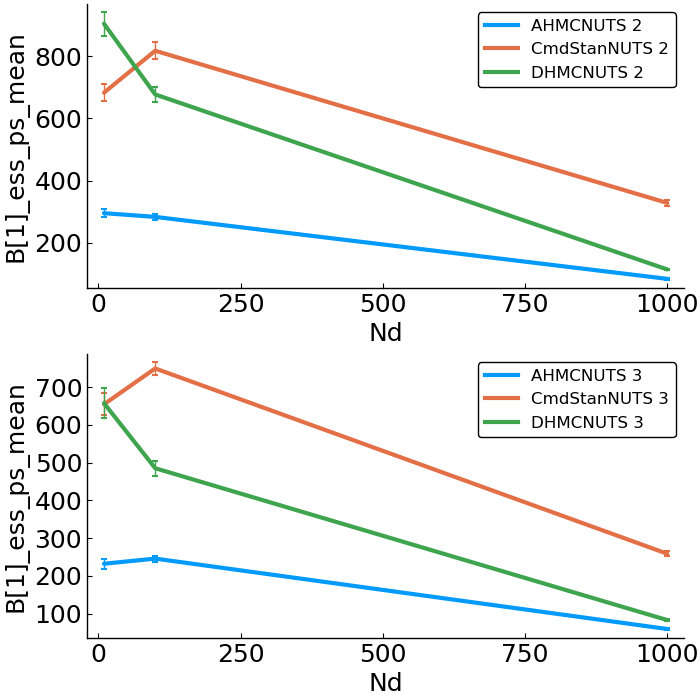 AHMCNUTS 2
CmdStanNUTS 2
DHMCNUTS 2
800
600
400
200
B[1]_ess_ps_mean
0 250 500 750 1000
Nd
AHMCNUTS 3
CmdStanNUTS 3
DHMCNUTS 3
700
600
500
400
300
200
100
B[1]_ess_ps_mean
0 250 500 750 1000
Nd